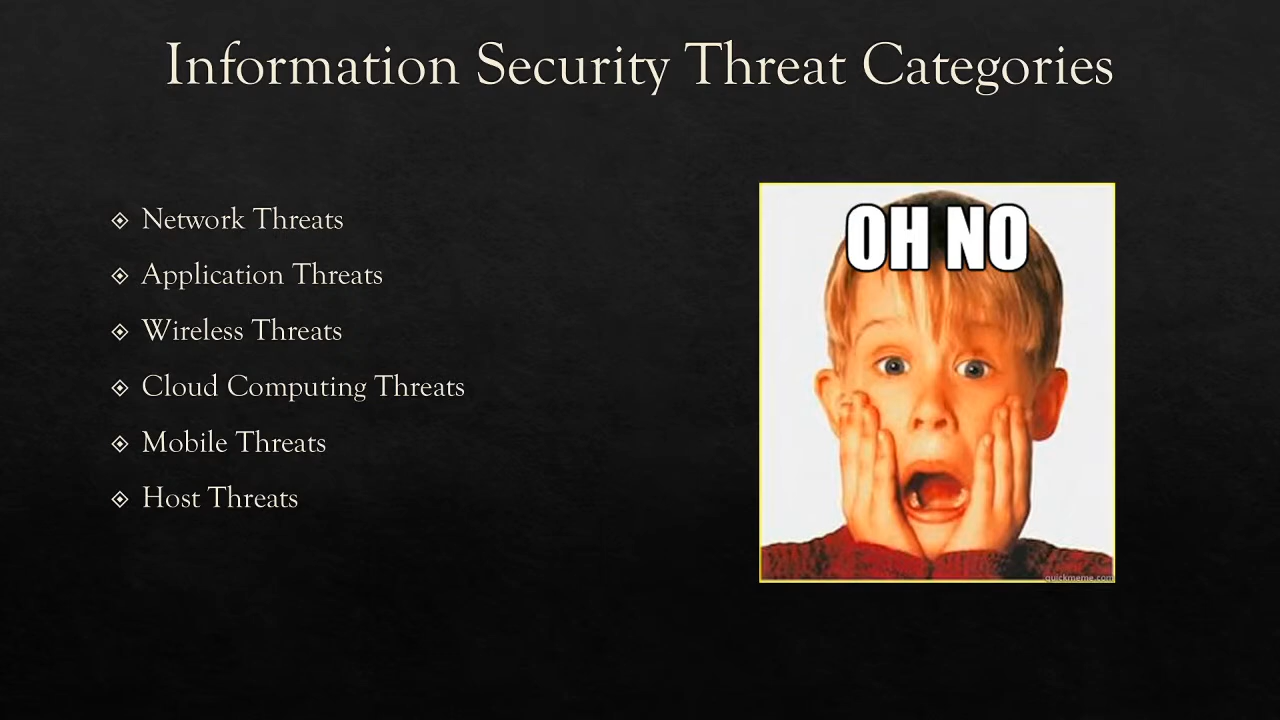 Information Security Threat Categories
Network Threats
Application Threats
Wireless Threats
Cloud Computing Threats
Mobile Threats
Host Threats
OH NO
quickmeme.com